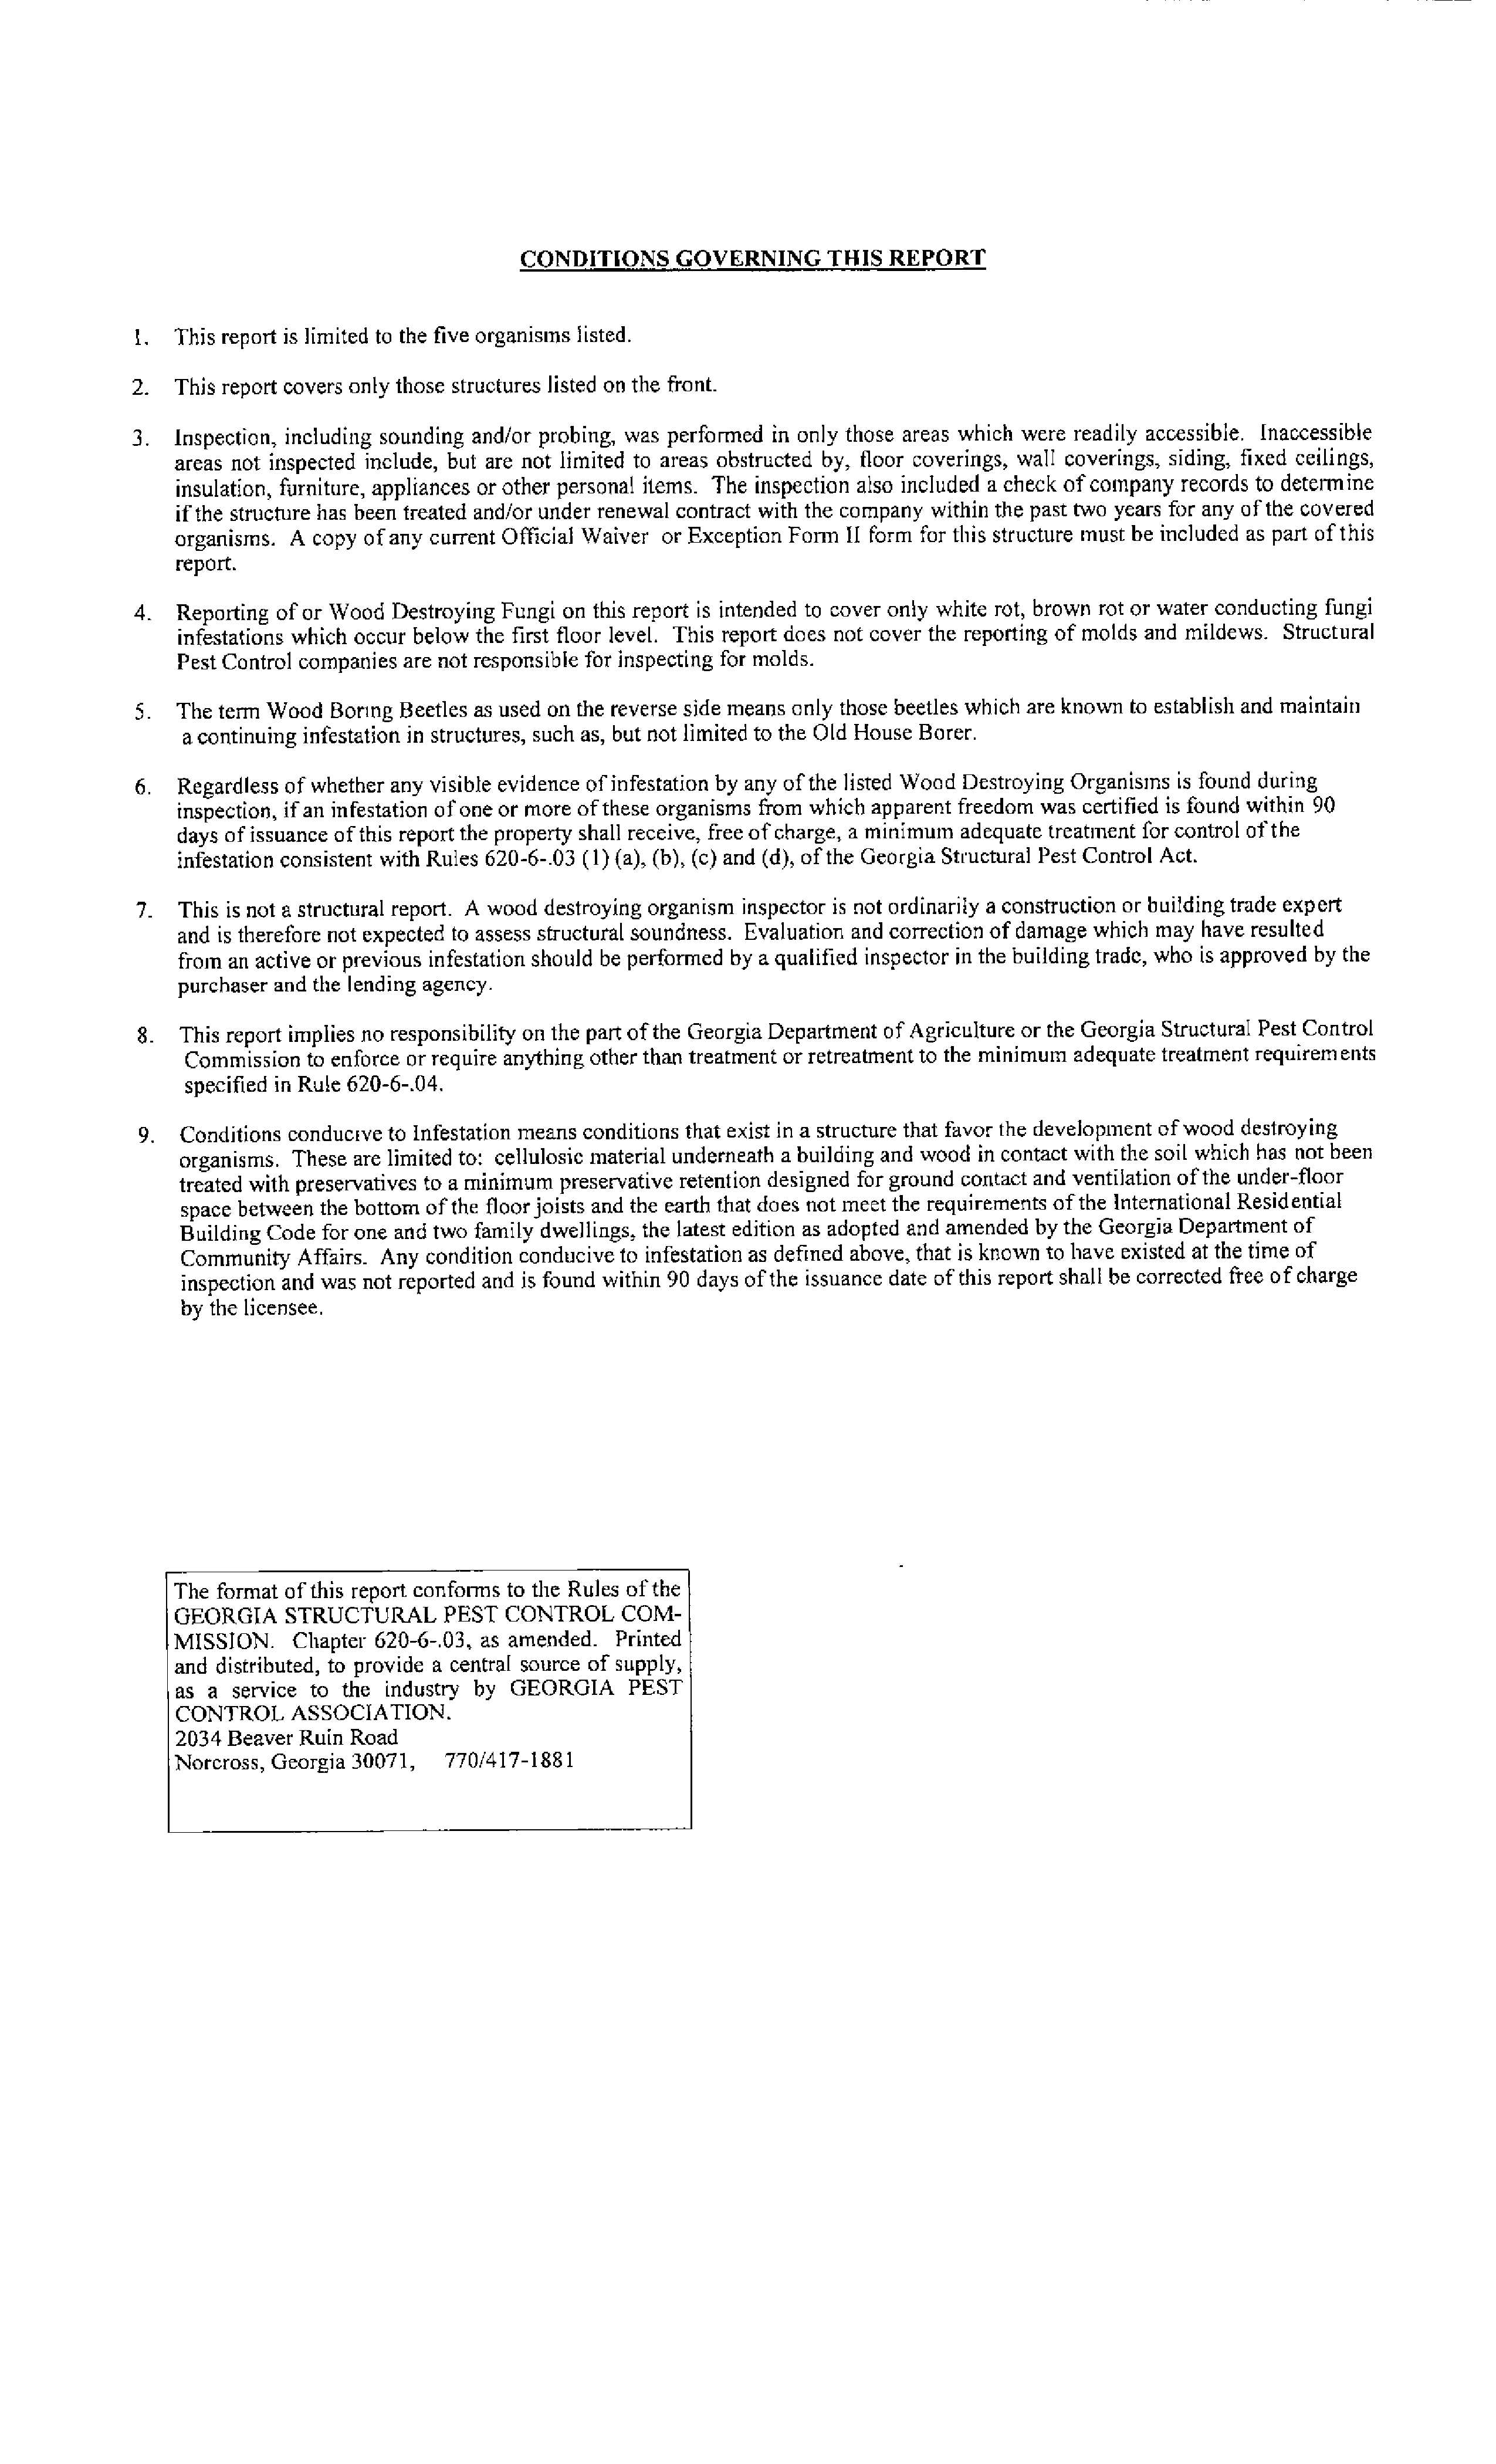 CONDITIONS GOVERNING THIS REPORT
1. This report is limited to the five organisms listed.
2. This report covers only those structures listed on the front.
3. Inspection, including sounding and/or probing, was performed in only those areas which were readily accessible. Inaccessible
areas not inspected include, but are not limited to areas obstructed by, floor coverings, wall coverings, siding, fixed ceilings,
insulation, furniture, appliances or other personal items. The inspection also included a check of company records to determine
if the structure has been treated and/or under renewal contract with the company within the past two years for any of the covered
organisms. A copy of any current Official Waiver or Exception Form II form for this structure must be included as part of this
report.
4. Reporting of or Wood Destroying Fungi on this report is intended to cover only white rot, brown rot or water conducting fungi
infestations which occur below the first floor level. This report does not cover the reporting of molds and mildews. Structural
Pest Control companies are not responsible for inspecting for molds.
5. The term Wood Boring Beetles as used on the reverse side means only those beetles which are known to establish and maintain
a continuing infestation in structures, such as, but not limited to the Old House Borer.
6. Regardless of whether any visible evidence of infestation by any of the listed Wood Destroying Organisms is found during
inspection, if an infestation of one or more of these organisms from which apparent freedom was certified is found within 90
days of issuance of this report the property shall receive, free of charge, a minimum adequate treatment for control of the
infestation consistent with Rules 620-6-.03 (1) (a), (b), (c) and (d), of the Georgia Structural Pest Control Act.
7. This is not a structural report. A wood destroying organism inspector is not ordinarily a construction or building trade expert
and is therefore not expected to assess structural soundness. Evaluation and correction of damage which may have resulted
from an active or previous infestation should be performed by a qualified inspector in the building trade, who is approved by the
purchaser and the lending agency.
8. This report implies no responsibility on the part of the Georgia Department of Agriculture or the Georgia Structural Pest Control
Commission to enforce or require anything other than treatment or retreatment to the minimum adequate treatment requirements
specified in Rule 620-6-.04.
9. Conditions conducive to Infestation means conditions that exist in a structure that favor the development of wood destroying
organisms. These are limited to: cellulosic material underneath a building and wood in contact with the soil which has not been
treated with preservatives to a minimum preservative retention designed for ground contact and ventilation of the under-floor
space between the bottom of the floor joists and the earth that does not meet the requirements of the International Residential
Building Code for one and two family dwellings, the latest edition as adopted and amended by the Georgia Department of
Community Affairs. Any condition conducive to infestation as defined above, that is known to have existed at the time of
inspection and was not reported and is found within 90 days of the issuance date of this report shall be corrected free of charge
by the licensee.
The format of this report conforms to the Rules of the
GEORGIA STRUCTURAL PEST CONTROL COM-
MISSION. Chapter 620-6-.03, as amended. Printed
and distributed, to provide a central source of supply,
as a service to the industry by GEORGIA PEST
CONTROL ASSOCIATION.
2034 Beaver Ruin Road
Norcross, Georgia 30071, 770/417-1881